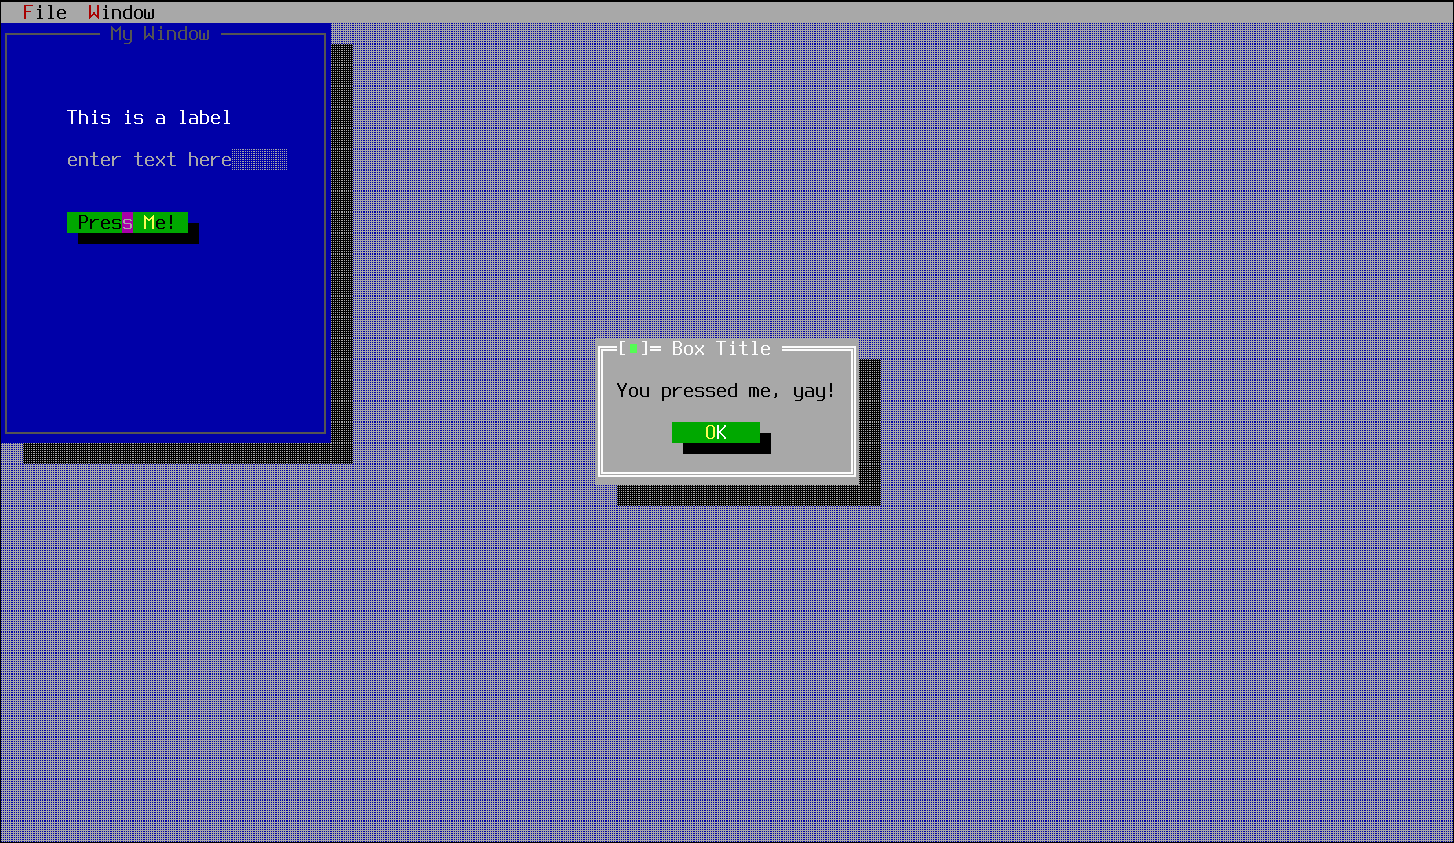 File Window
My Window
This is a label
enter text here
Press Me!
[■] Box Title
You pressed me, yay!
OK